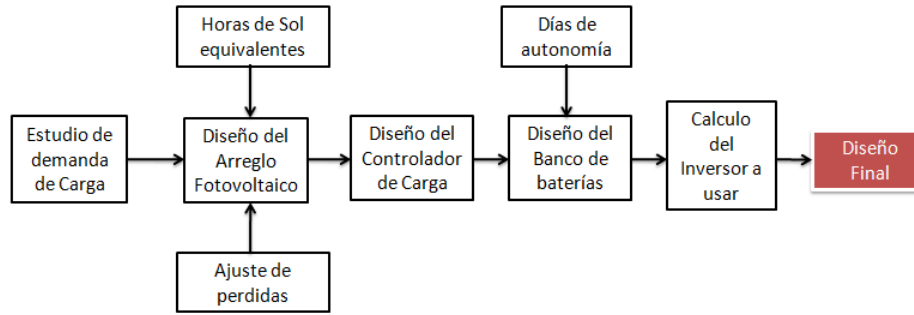 Horas de Sol
equivalentes
Días de
autonomía
Estudio de
demanda
de Carga
Diseño del
Arreglo
Fotovoltaico
Diseño del
Controlador
de Carga
Diseño del
Banco de
baterías
Calculo
del
Inversor a
usar
Diseño
Final
Ajuste de
perdidas